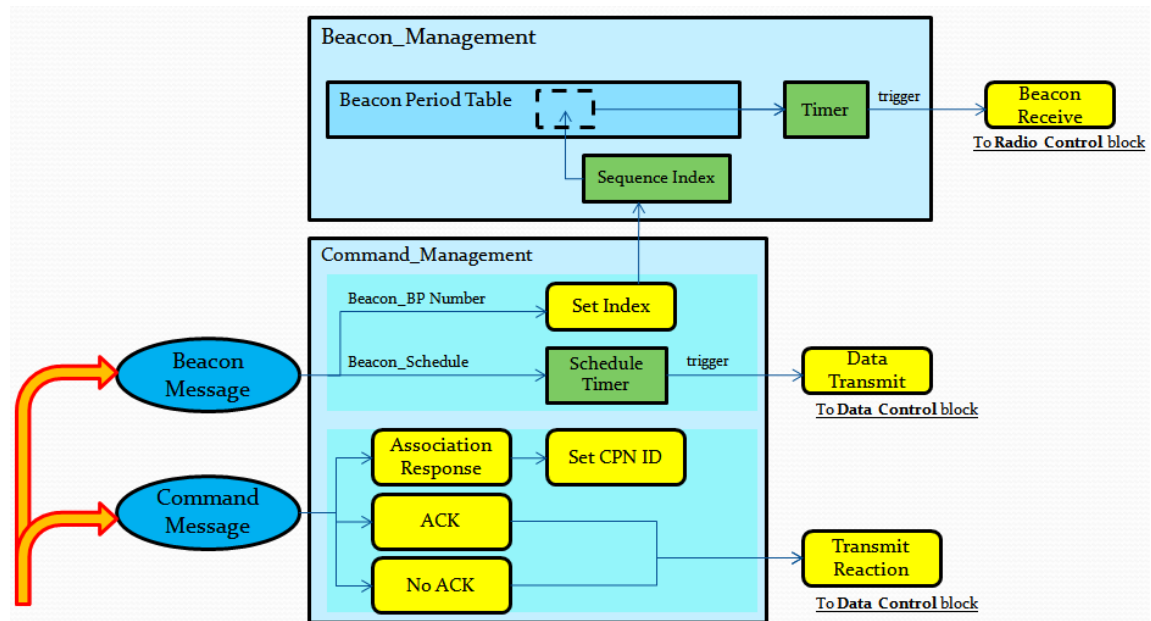 Beacon_Management
Beacon Period Table
Timer
trigger
Beacon
Receive
To Radio Control block
Sequence Index
Command_Management
Beacon_BP Number
Set Index
Beacon
Message
Beacon_Schedule
Schedule
Timer
trigger
Data
Transmit
To Data Control block
Association
Response
Set CPN ID
Command
Message
ACK
No ACK
Transmit
Reaction
To Data Control block